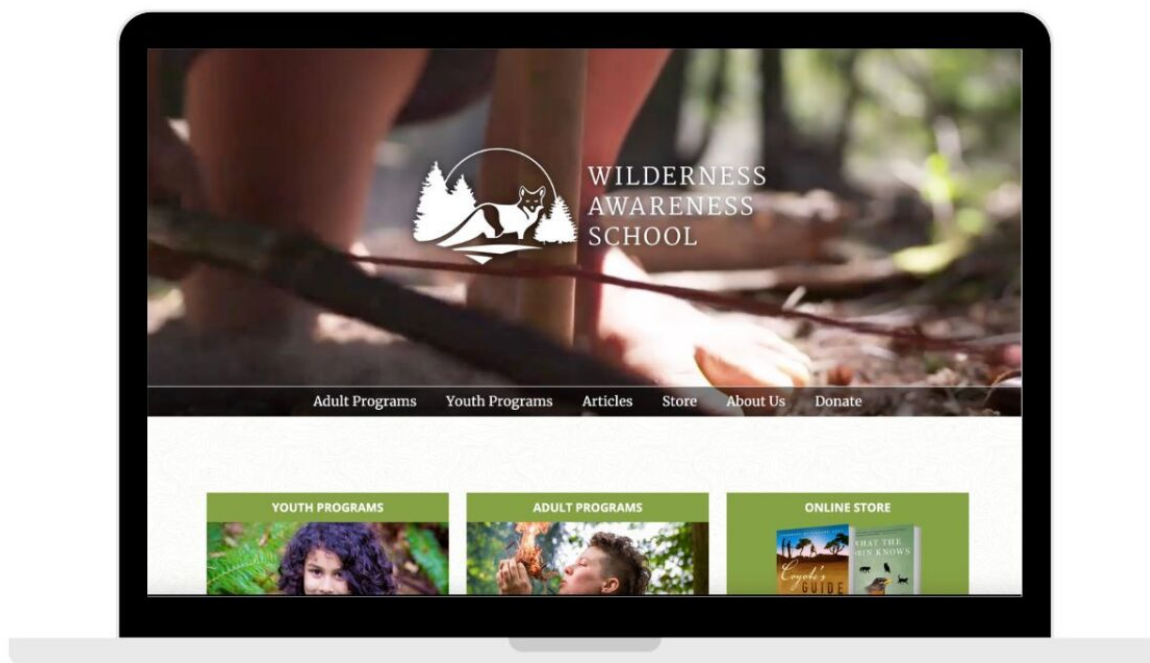 WILDERNESS
AWARENESS
SCHOOL
Adult Programs Youth Programs Articles Store About Us Donate
YOUTH PROGRAMS ADULT PROGRAMS ONLINE STORE
Coyote's
GUIDE
WHAT THE
ROBIN KNOWS